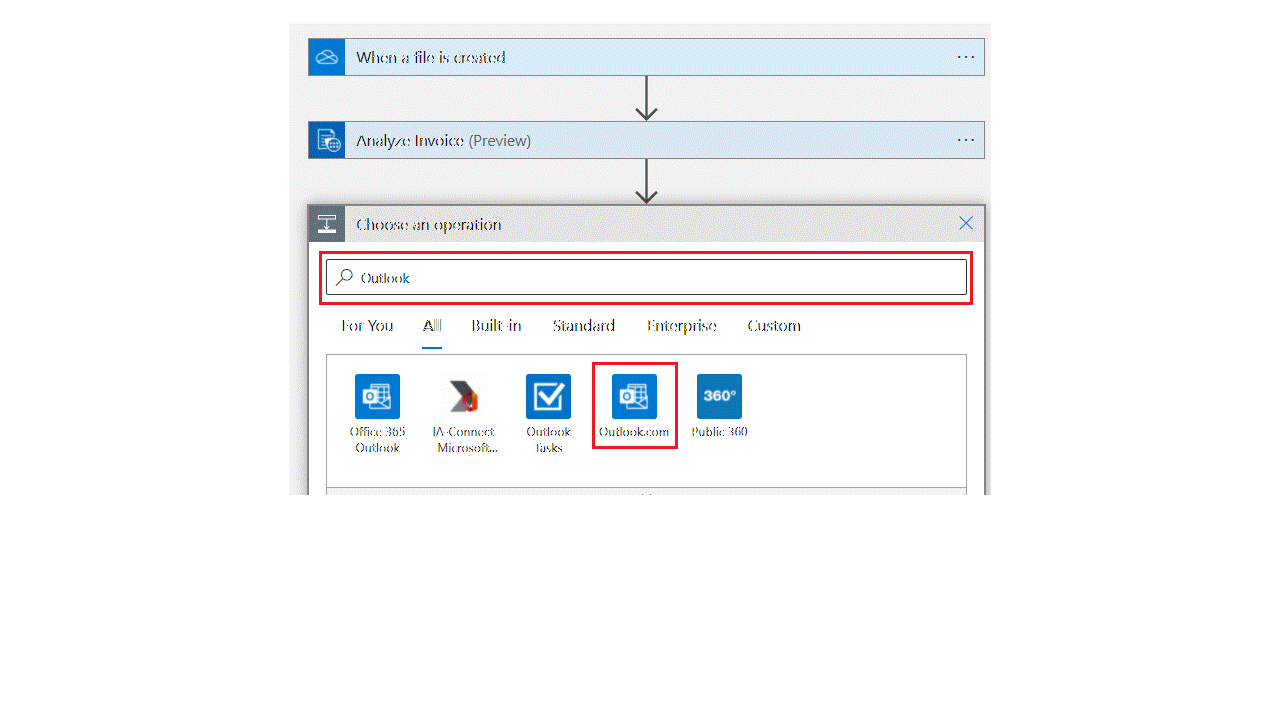 When a file is created
Analyze Invoice (Preview)
Choose an operation
Outlook
For You All Built-in Standard Enterprise Custom
Office 365 Outlook
IA-Connect Microsoft...
Outlook Tasks
Outlook.com
360°
Public 360